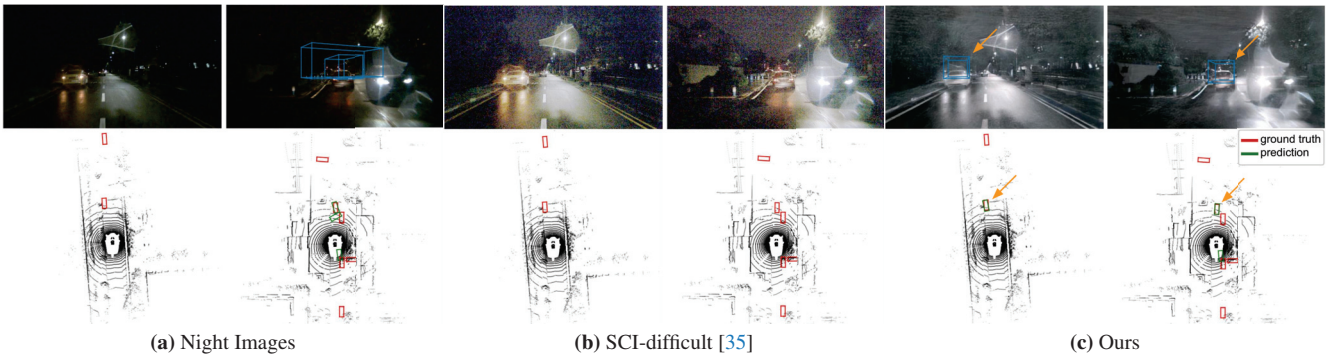 ground truth
prediction
(a) Night Images
(b) SCI-difficult [35]
(c) Ours